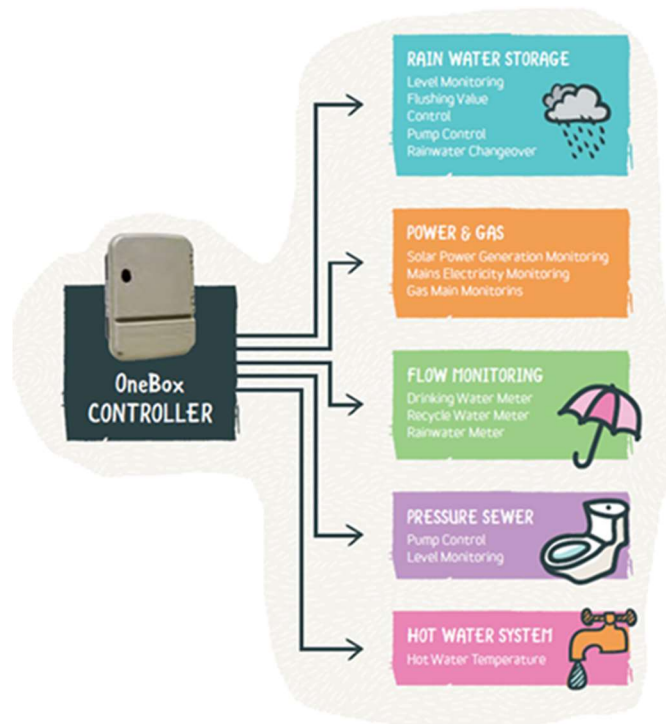 RAIN WATER STORAGE
Level Monitoring
Flushing Value
Control
Pump Control
Rainwater Changeover
POWER & GAS
Solar Power Generation Monitoring
Mains Electricity Monitoring
Gas Main Monitorins
OneBox
CONTROLLER
FLOW MONITORING
Drinking Water Meter
Recycle Water Meter
Rainwater Meter
PRESSURE SEWER
Pump Control
Level Monitoring
HOT WATER SYSTEM
Hot Water Temperature